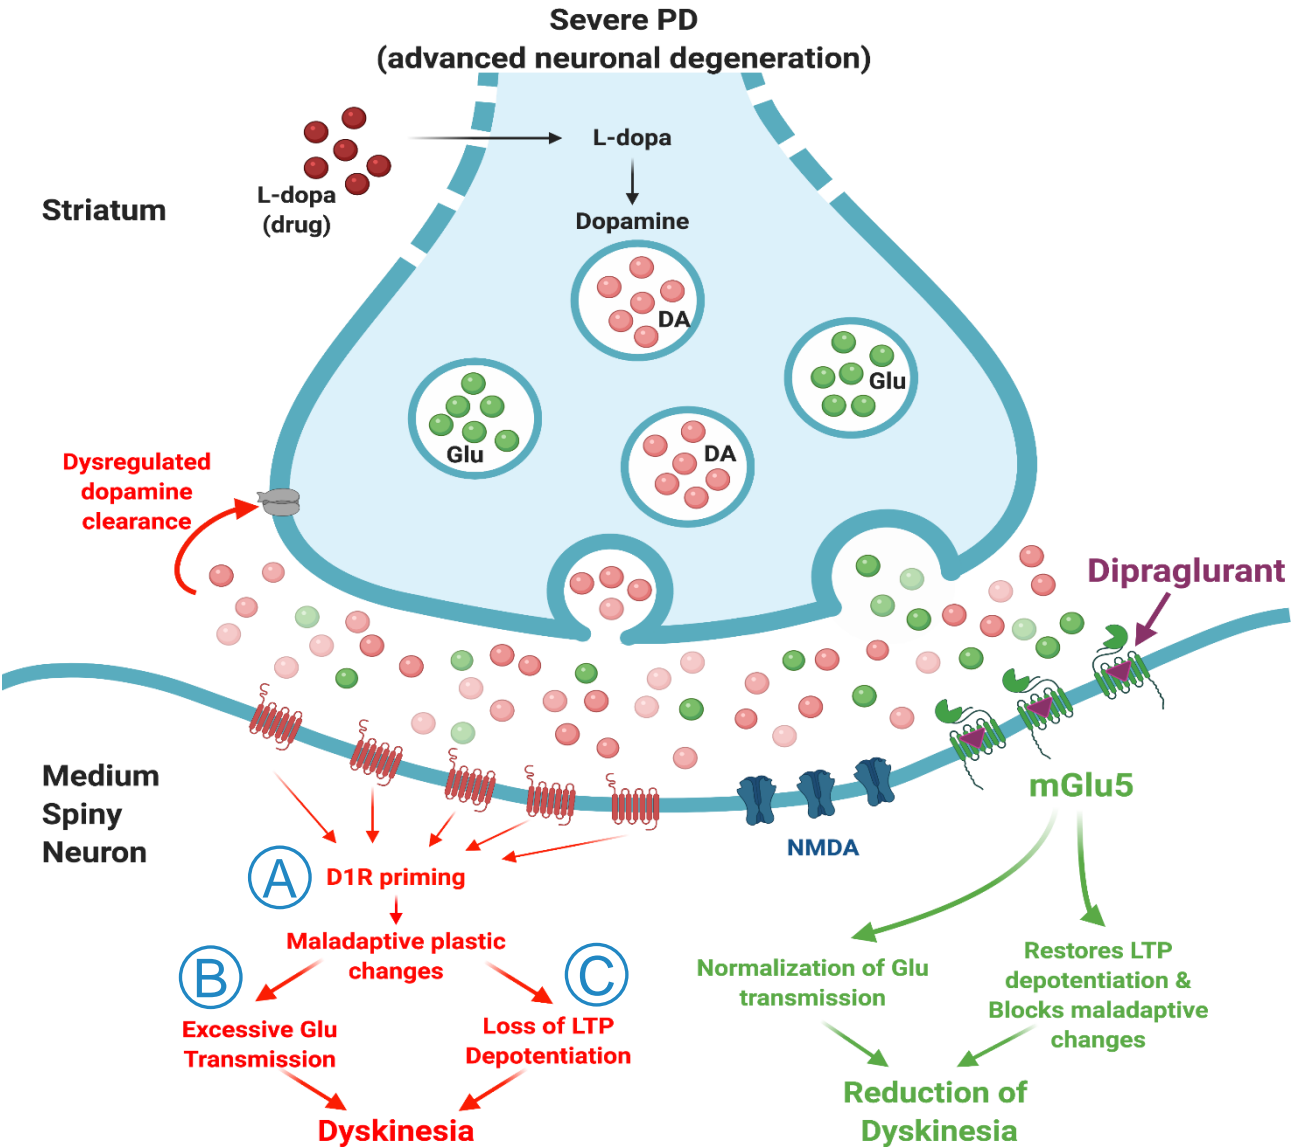 Severe PD
(advanced neuronal degeneration)
L-dopa
L-dopa
(drug)
Striatum
Dopamine
DA
Glu
Glu
DA
Dysregulated
dopamine
clearance
Dipraglurant
Medium
Spiny
Neuron
mGlu5
NMDA
A
D1R priming
Maladaptive plastic
changes
B
C
Excessive Glu
Transmission
Loss of LTP
Depotentiation
Dyskinesia
Normalization of Glu
transmission
Restores LTP
depotentiation &
Blocks maladaptive
changes
Reduction of
Dyskinesia